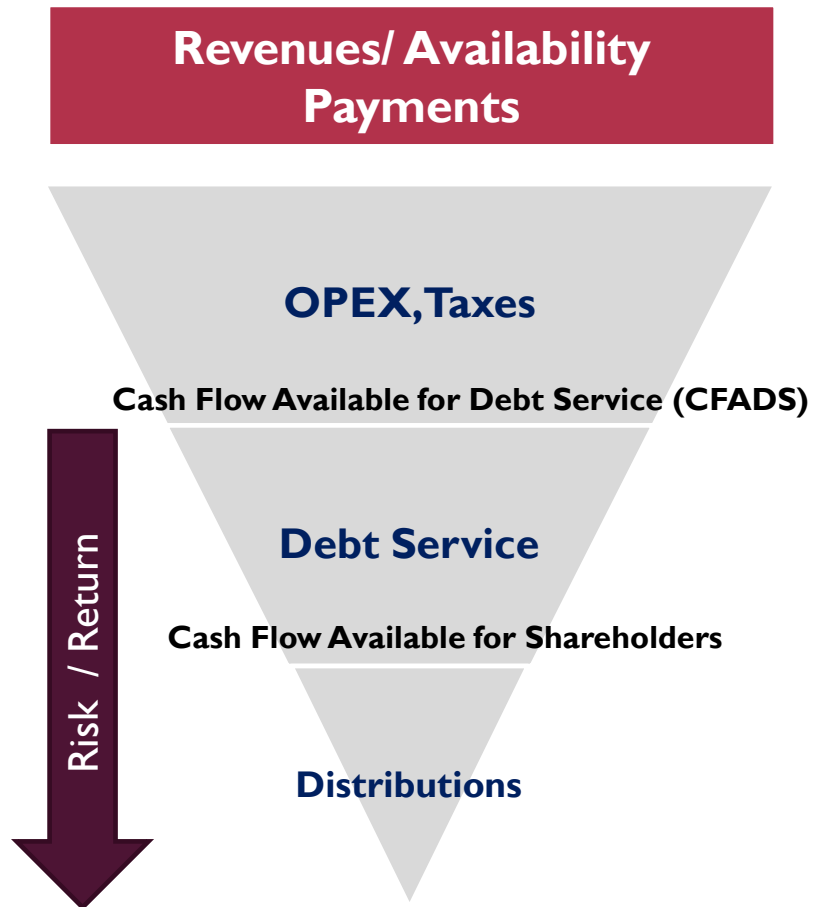 Revenues/ Availability
Payments
OPEX,Taxes
Cash Flow Available for Debt Service (CFADS)
Debt Service
Cash Flow Available for Shareholders
Risk / Return
Distributions